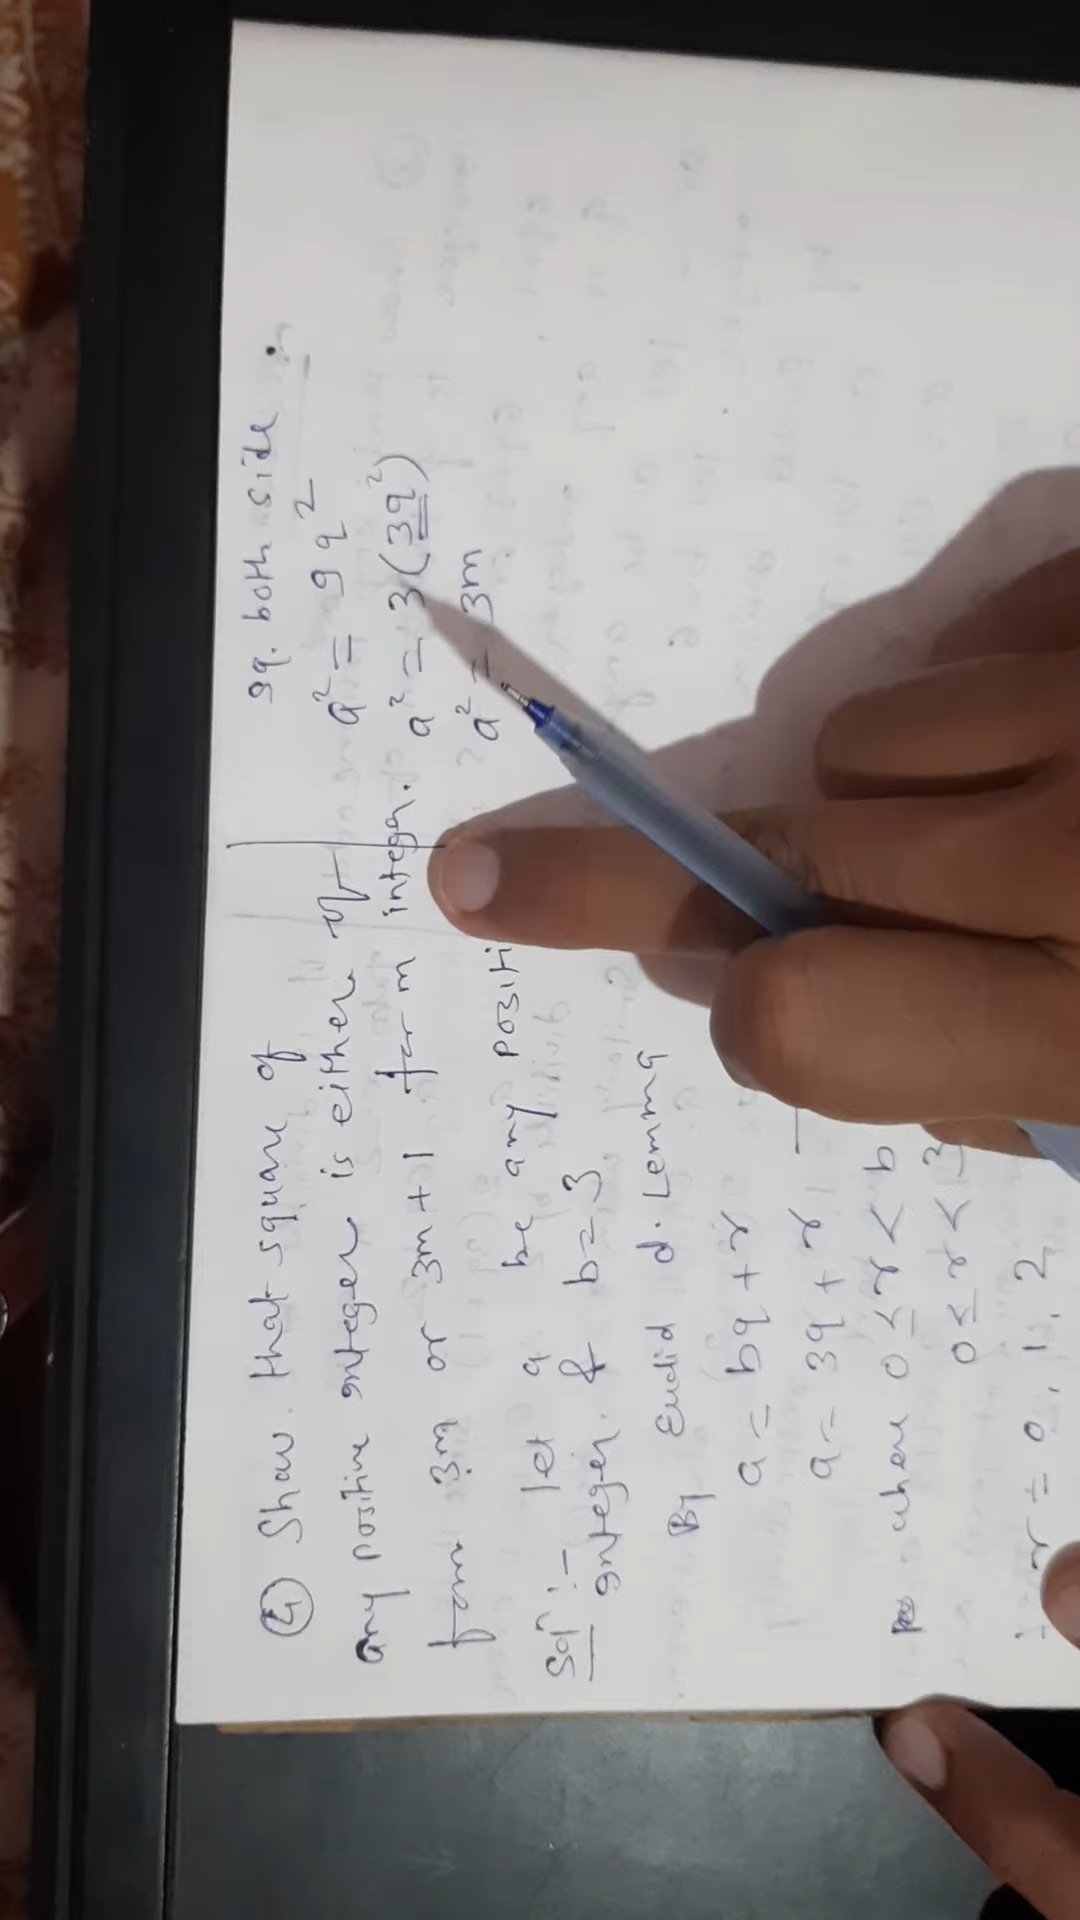 ④ Show that square of
any positive integer is either of
form 3m or 3m+1 for m integer.
Sol :- let a be any positi
integer. & b=3
By Euclid d. Lemma
a = bq + r
a = 3q + r
where 0 ≤ r < b
0 ≤ r < 3
r = 0, 1, 2
sq. both side
a² = 9q²
a² = 3(3q²)
a² = 3m